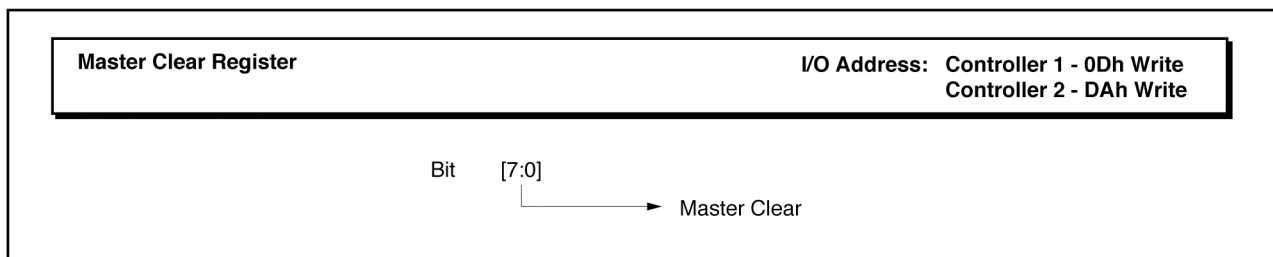 Master Clear Register
I/O Address: Controller 1 - 0Dh Write
Controller 2 - DAh Write
Bit [7:0]
Master Clear